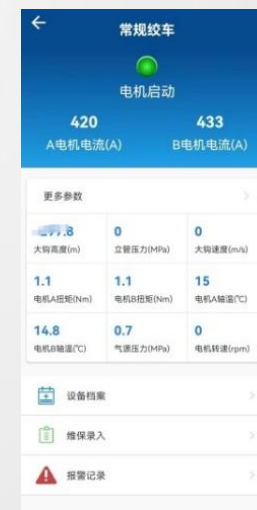 常规绞车
电机启动
420 433
A电机电流(A) B电机电流(A)
更多参数
0 0
大钩高度(m) 立管压力(MPa) 大钩速度(m/s)
1.1 1.1 15
电机A扭矩(Nm) 电机B扭矩(Nm) 电机A轴温(℃)
14.8 0.7 0
电机B轴温(℃) 气源压力(MPa) 电机转速(rpm)
设备档案
维保录入
报警记录